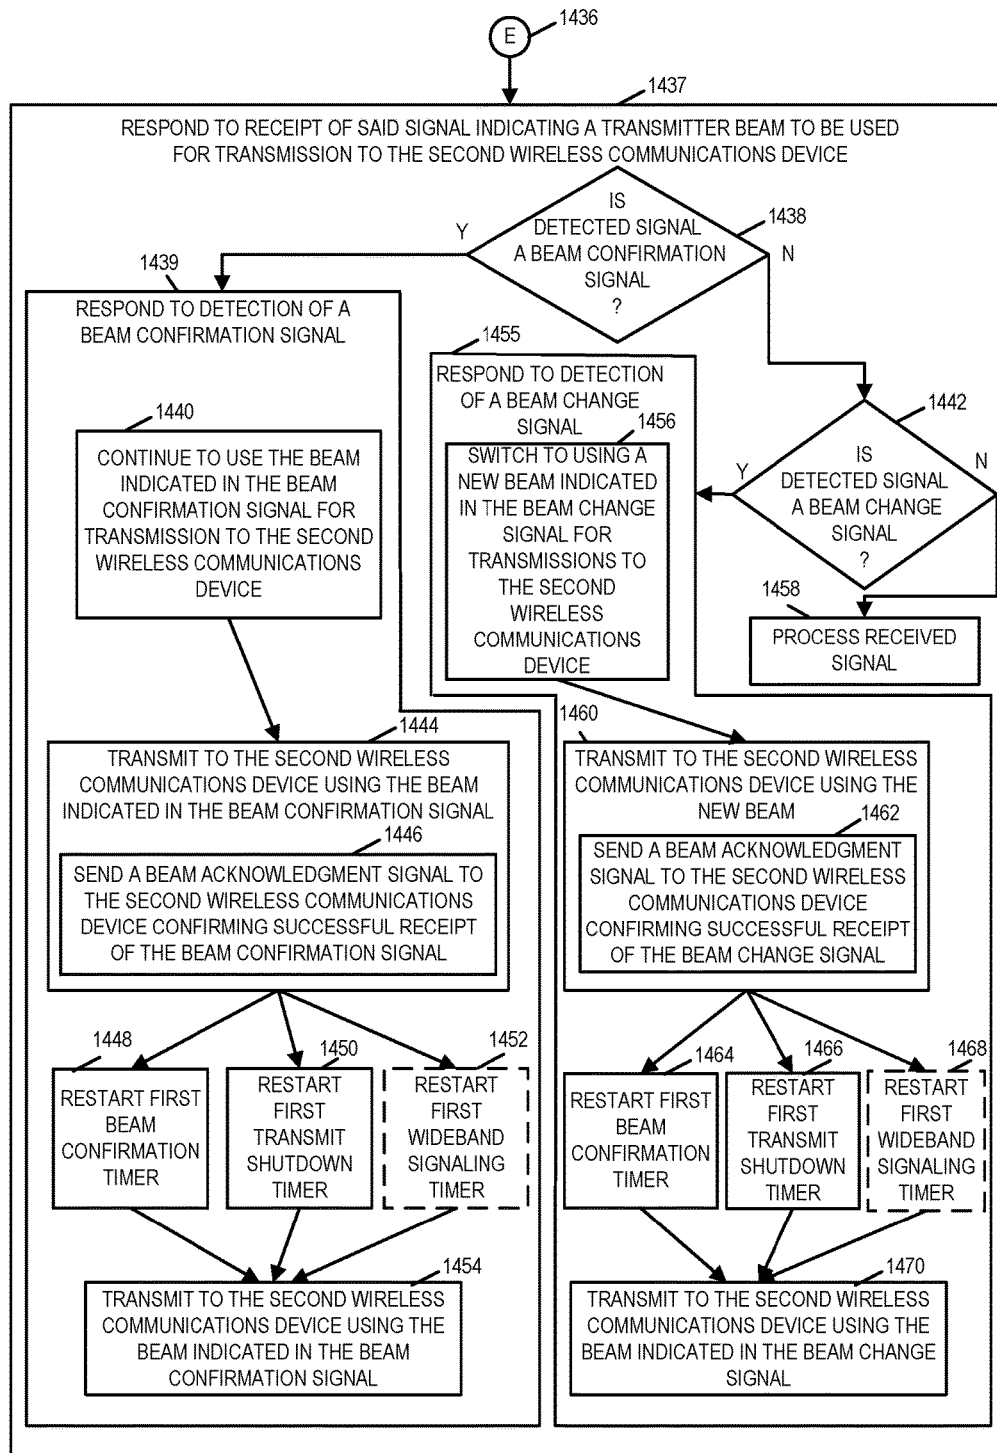 E
1436
1437
RESPOND TO RECEIPT OF SAID SIGNAL INDICATING A TRANSMITTER BEAM TO BE USED
FOR TRANSMISSION TO THE SECOND WIRELESS COMMUNICATIONS DEVICE
IS
DETECTED SIGNAL
A BEAM CONFIRMATION
SIGNAL
?
1438
Y
N
1439
RESPOND TO DETECTION OF A
BEAM CONFIRMATION SIGNAL
1440
CONTINUE TO USE THE BEAM
INDICATED IN THE BEAM
CONFIRMATION SIGNAL FOR
TRANSMISSION TO THE SECOND
WIRELESS COMMUNICATIONS
DEVICE
1455
RESPOND TO DETECTION
OF A BEAM CHANGE
SIGNAL
1456
SWITCH TO USING A
NEW BEAM INDICATED
IN THE BEAM CHANGE
SIGNAL FOR
TRANSMISSIONS TO
THE SECOND
WIRELESS
COMMUNICATIONS
DEVICE
1442
Y
N
IS
DETECTED SIGNAL
A BEAM CHANGE
SIGNAL
?
1458
PROCESS RECEIVED
SIGNAL
1444
TRANSMIT TO THE SECOND WIRELESS
COMMUNICATIONS DEVICE USING THE BEAM
INDICATED IN THE BEAM CONFIRMATION SIGNAL
1446
SEND A BEAM ACKNOWLEDGMENT SIGNAL TO
THE SECOND WIRELESS COMMUNICATIONS
DEVICE CONFIRMING SUCCESSFUL RECEIPT
OF THE BEAM CONFIRMATION SIGNAL
1460
TRANSMIT TO THE SECOND WIRELESS
COMMUNICATIONS DEVICE USING THE
NEW BEAM
1462
SEND A BEAM ACKNOWLEDGMENT
SIGNAL TO THE SECOND WIRELESS
COMMUNICATIONS DEVICE
CONFIRMING SUCCESSFUL RECEIPT
OF THE BEAM CHANGE SIGNAL
1448
RESTART FIRST
BEAM
CONFIRMATION
TIMER
1450
RESTART
FIRST
TRANSMIT
SHUTDOWN
TIMER
1452
RESTART
FIRST
WIDEBAND
SIGNALING
TIMER
1464
RESTART FIRST
BEAM
CONFIRMATION
TIMER
1466
RESTART
FIRST
TRANSMIT
SHUTDOWN
TIMER
1468
RESTART
FIRST
WIDEBAND
SIGNALING
TIMER
1454
TRANSMIT TO THE SECOND WIRELESS
COMMUNICATIONS DEVICE USING THE
BEAM INDICATED IN THE BEAM
CONFIRMATION SIGNAL
1470
TRANSMIT TO THE SECOND WIRELESS
COMMUNICATIONS DEVICE USING THE
BEAM INDICATED IN THE BEAM CHANGE
SIGNAL